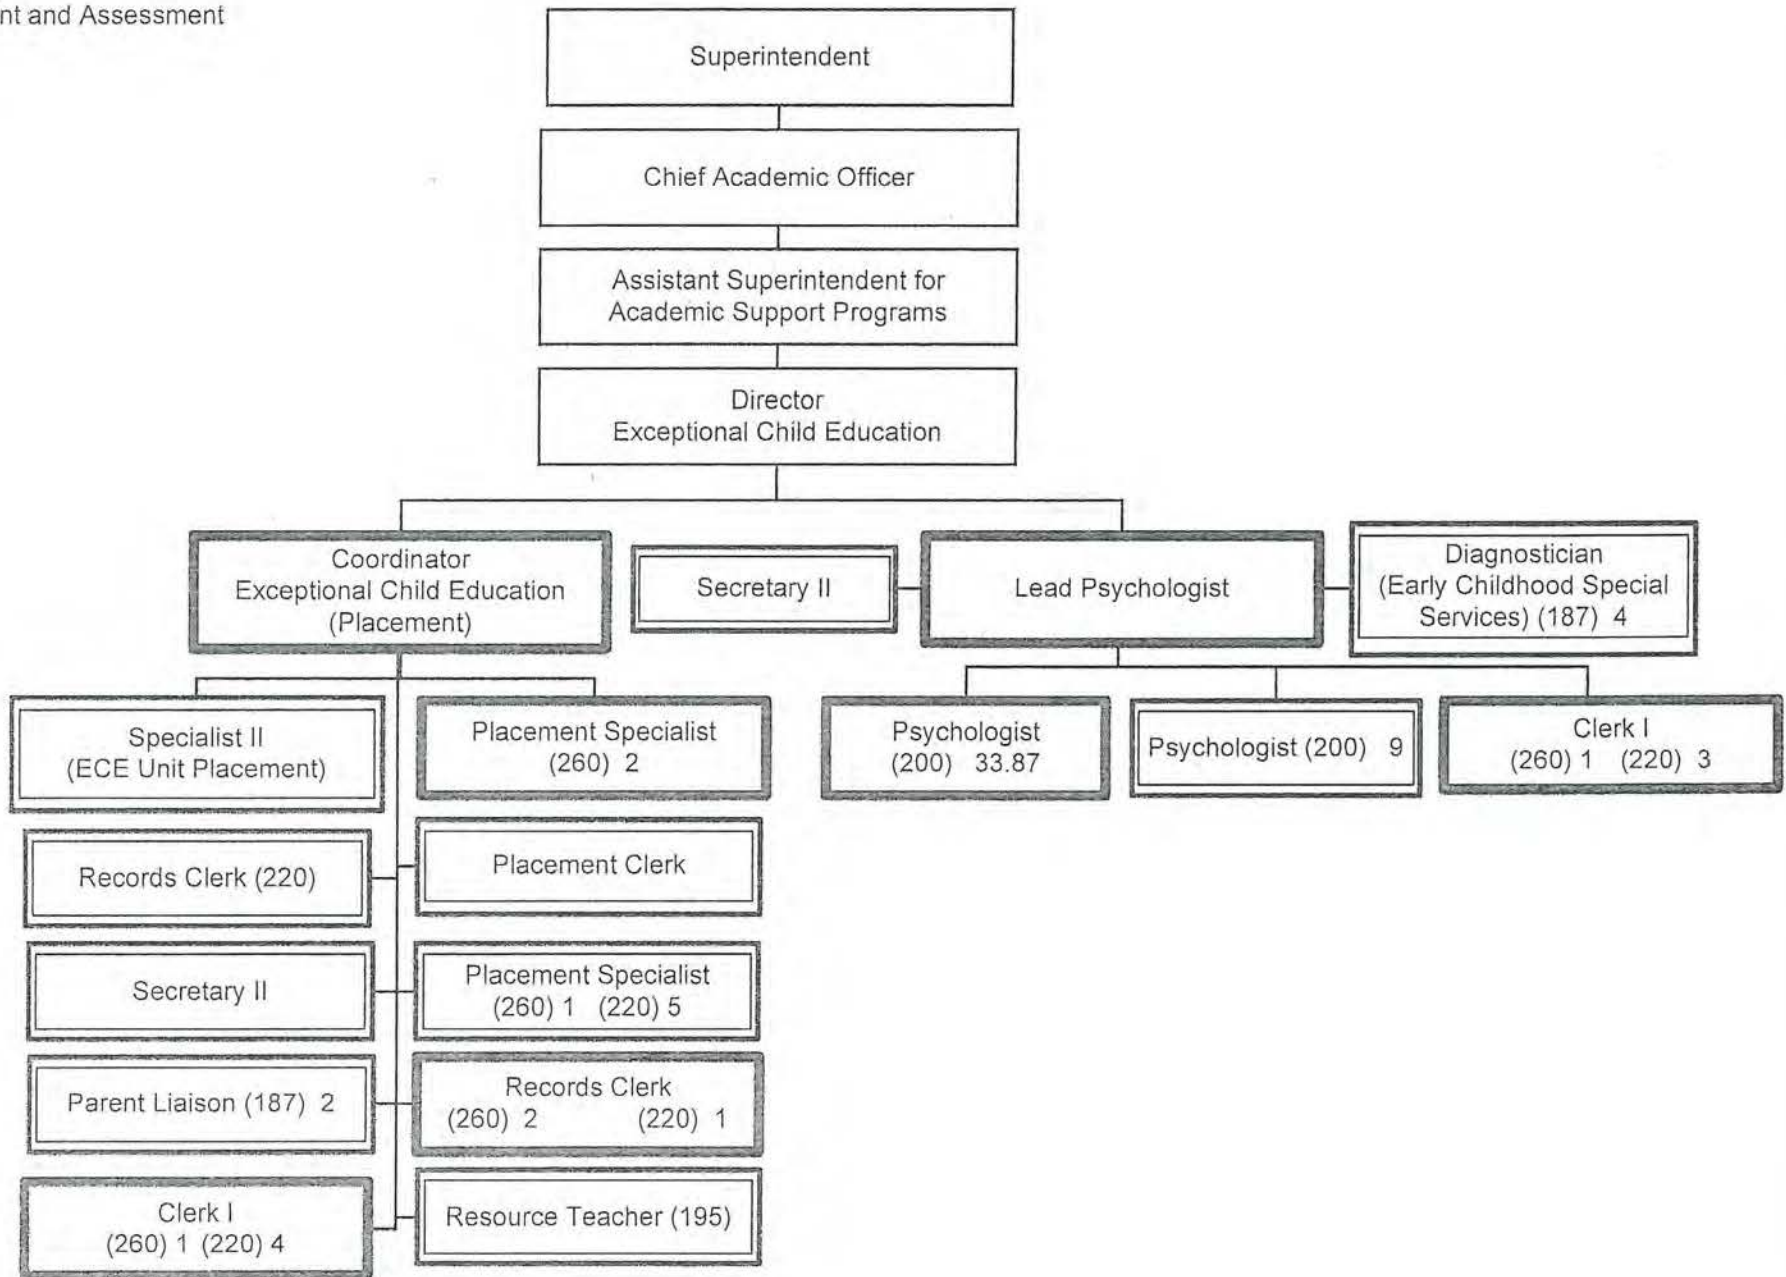 nt and Assessment
Superintendent
Chief Academic Officer
Assistant Superintendent for
Academic Support Programs
Director
Exceptional Child Education
Coordinator
Exceptional Child Education
(Placement)
Secretary II
Lead Psychologist
Diagnostician
(Early Childhood Special
Services) (187) 4
Specialist II
(ECE Unit Placement)
Placement Specialist
(260) 2
Psychologist
(200) 33.87
Psychologist (200) 9
Clerk I
(260) 1 (220) 3
Records Clerk (220)
Placement Clerk
Secretary II
Placement Specialist
(260) 1 (220) 5
Parent Liaison (187) 2
Records Clerk
(260) 2 (220) 1
Clerk I
(260) 1 (220) 4
Resource Teacher (195)